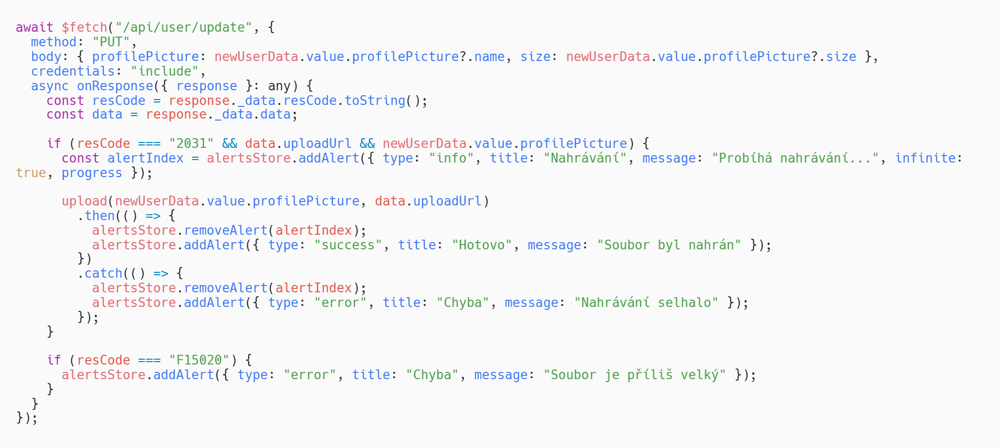 await $fetch("/api/user/update", {
  method: "PUT",
  body: { profilePicture: newUserData.value.profilePicture?.name, size: newUserData.value.profilePicture?.size },
  credentials: "include",
  async onResponse({ response }: any) {
    const resCode = response._data.resCode.toString();
    const data = response._data.data;

    if (resCode === "2031" && data.uploadUrl && newUserData.value.profilePicture) {
      const alertIndex = alertsStore.addAlert({ type: "info", title: "Nahrávání", message: "Probíhá nahrávání...", infinite:
true, progress });

      upload(newUserData.value.profilePicture, data.uploadUrl)
        .then(() => {
          alertsStore.removeAlert(alertIndex);
          alertsStore.addAlert({ type: "success", title: "Hotovo", message: "Soubor byl nahrán" });
        })
        .catch(() => {
          alertsStore.removeAlert(alertIndex);
          alertsStore.addAlert({ type: "error", title: "Chyba", message: "Nahrávání selhalo" });
        });
    }

    if (resCode === "F15020") {
      alertsStore.addAlert({ type: "error", title: "Chyba", message: "Soubor je příliš velký" });
    }
  }
});